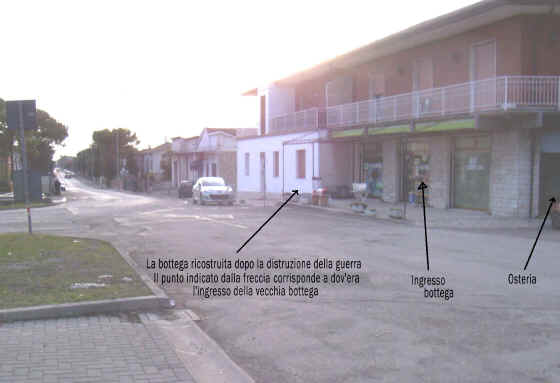 La bottega ricostruita dopo la distruzione della guerra
Il punto indicato dalla freccia corrisponde a dov'era
l'ingresso della vecchia bottega
Ingresso
bottega
Osteria